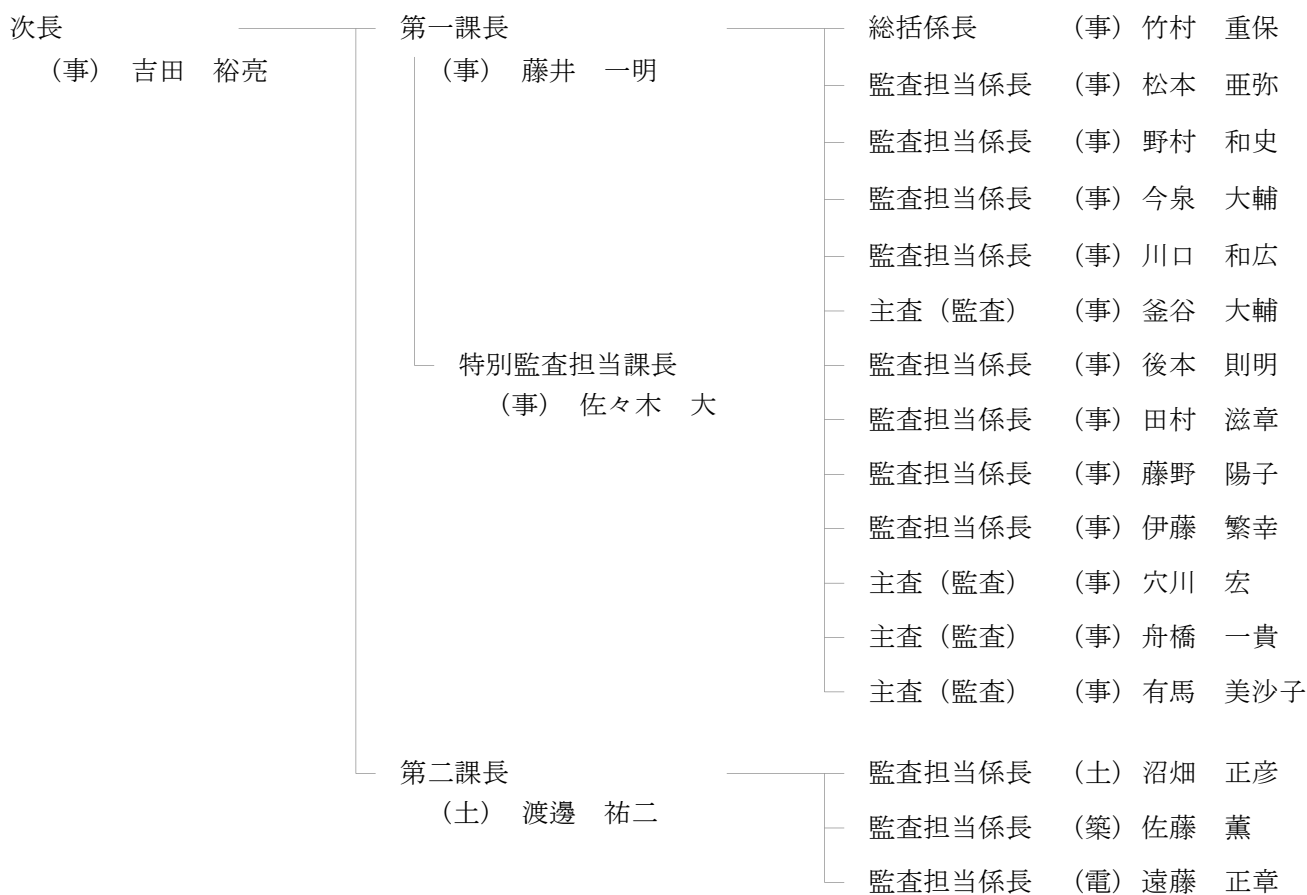 次長 第一課長 総括係長 （事） 竹村 重保
（事） 吉田 裕亮 （事） 藤井 一明
監査担当係長 （事） 松本 亜弥
監査担当係長 （事） 野村 和史
監査担当係長 （事） 今泉 大輔
監査担当係長 （事） 川口 和広
主査（監査） （事） 釜谷 大輔
特別監査担当課長 監査担当係長 （事） 後本 則明
（事） 佐々木 大
監査担当係長 （事） 田村 滋章
監査担当係長 （事） 藤野 陽子
監査担当係長 （事） 伊藤 繁幸
主査（監査） （事） 穴川 宏
主査（監査） （事） 舟橋 一貴
主査（監査） （事） 有馬 美沙子
第二課長 監査担当係長 （土） 沼畑 正彦
（土） 渡邊 祐二
監査担当係長 （築） 佐藤 薫
監査担当係長 （電） 遠藤 正章